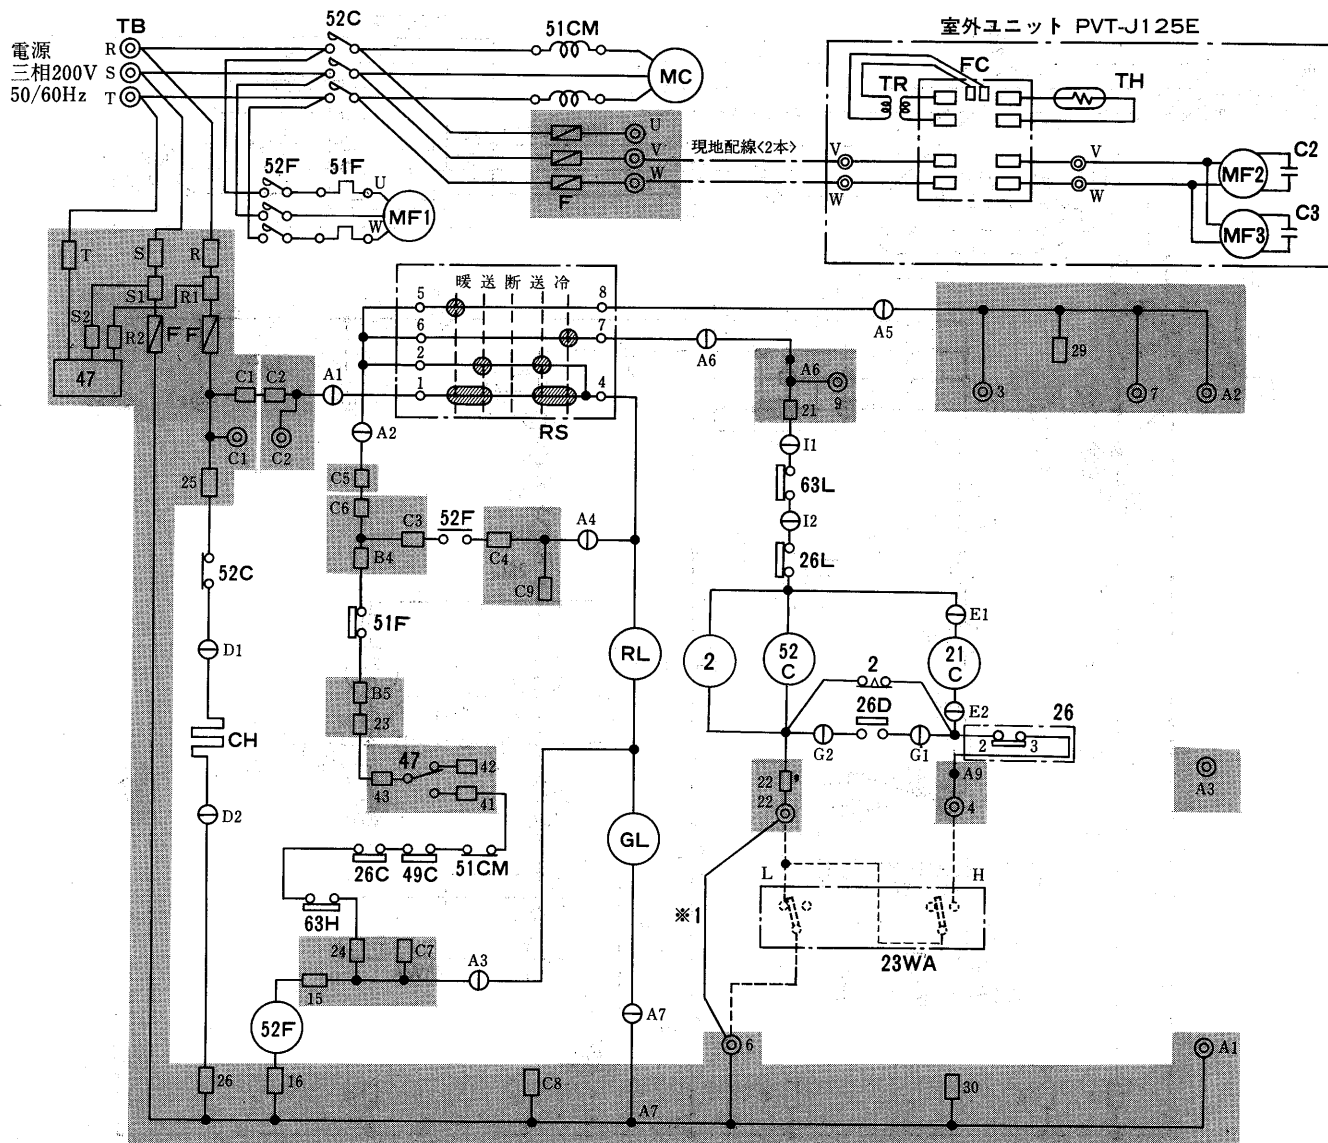 室外ユニット PVT-J125E
電源
三相200V
50/60Hz
TB
R
S
T
52C
51CM
MC
FC
TR
TH
U
V
W
F
現地配線<2本>
V
W
V
W
MF2
C2
MF3
C3
52F
51F
U
W
MF1
T
S
R
S1
R1
S2
R2
F F
47
暖 送 断 送 冷
5
8
6
7
2
1
4
RS
A5
A6
3
29
7
A2
C1
C2
A1
C1
C2
A2
A6
9
21
I1
63L
I2
26L
25
C5
C6
C3
52F
C4
A4
B4
C9
52C
51F
D1
RL
2
52
C
E1
21
C
2
E2
26D
26
2
3
G2
G1
B5
23
CH
47
42
43
41
22
22
A9
4
A3
D2
GL
26C
49C
51CM
L
H
※1
23WA
63H
24
C7
A3
15
52F
A7
6
A1
26
16
C8
A7
30